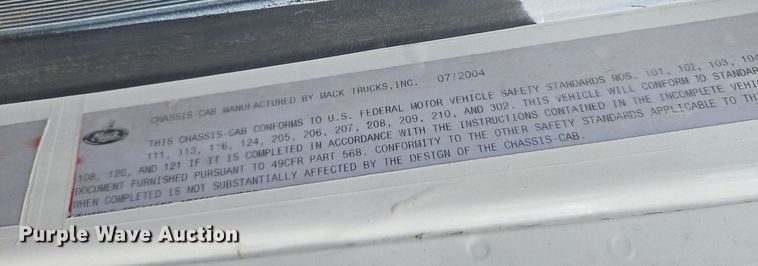 CHASSIS-CAB MANUFACTURED BY MACK TRUCKS, INC. 07/2004
THIS CHASSIS-CAB CONFORMS TO U.S. FEDERAL MOTOR VEHICLE SAFETY STANDARDS NOS. 101, 102, 103, 104
111, 113, 116, 124, 205, 206, 207, 208, 209, 210, AND 302. THIS VEHICLE WILL CONFORM TO STANDAR
108, 120, AND 121 IF IT IS COMPLETED IN ACCORDANCE WITH THE INSTRUCTIONS CONTAINED IN THE INCOMPLETE VEHI
DOCUMENT FURNISHED PURSUANT TO 49CFR PART 568. CONFORMITY TO THE OTHER SAFETY STANDARDS APPLICABLE TO TH
WHEN COMPLETED IS NOT SUBSTANTIALLY AFFECTED BY THE DESIGN OF THE CHASSIS-CAB.
Mack
Purple Wave Auction